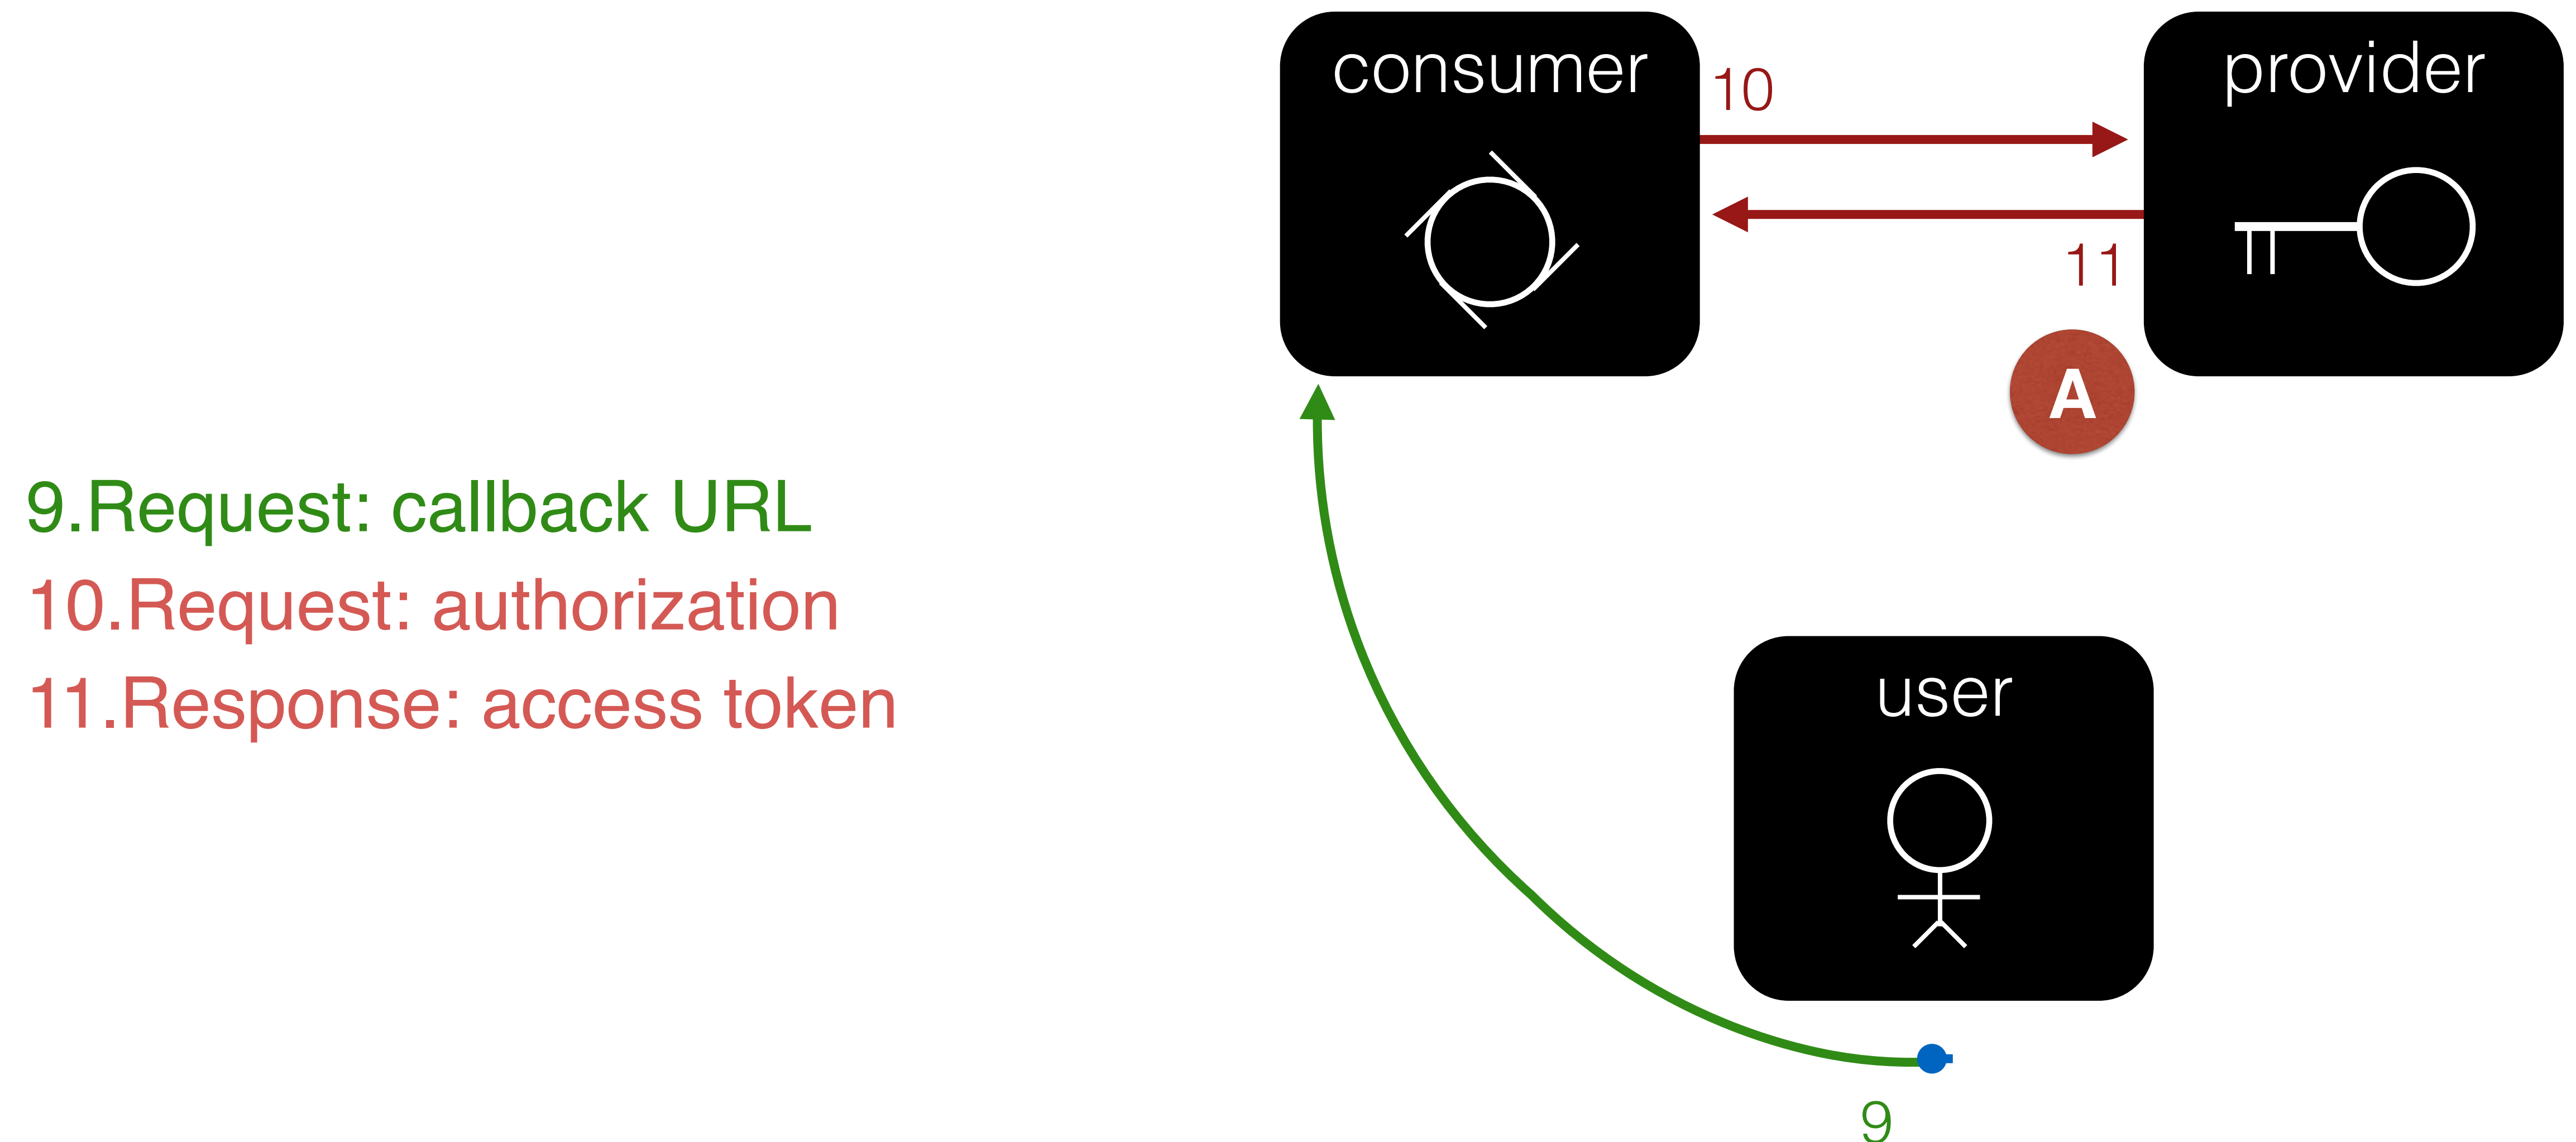 consumer
provider
10
11
A
9.Request: callback URL
10.Request: authorization
11.Response: access token
user
9